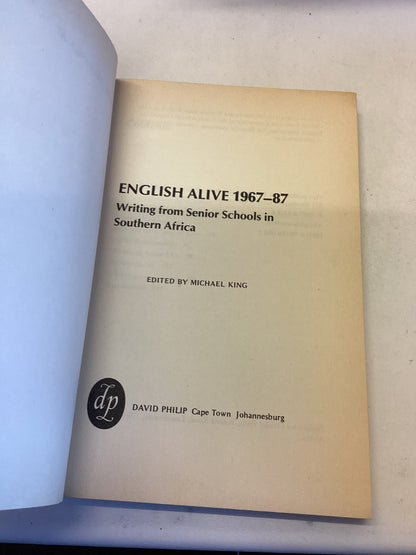 ENGLISH ALIVE 1967–87
Writing from Senior Schools in
Southern Africa
EDITED BY MICHAEL KING
dp
DAVID PHILIP Cape Town Johannesburg